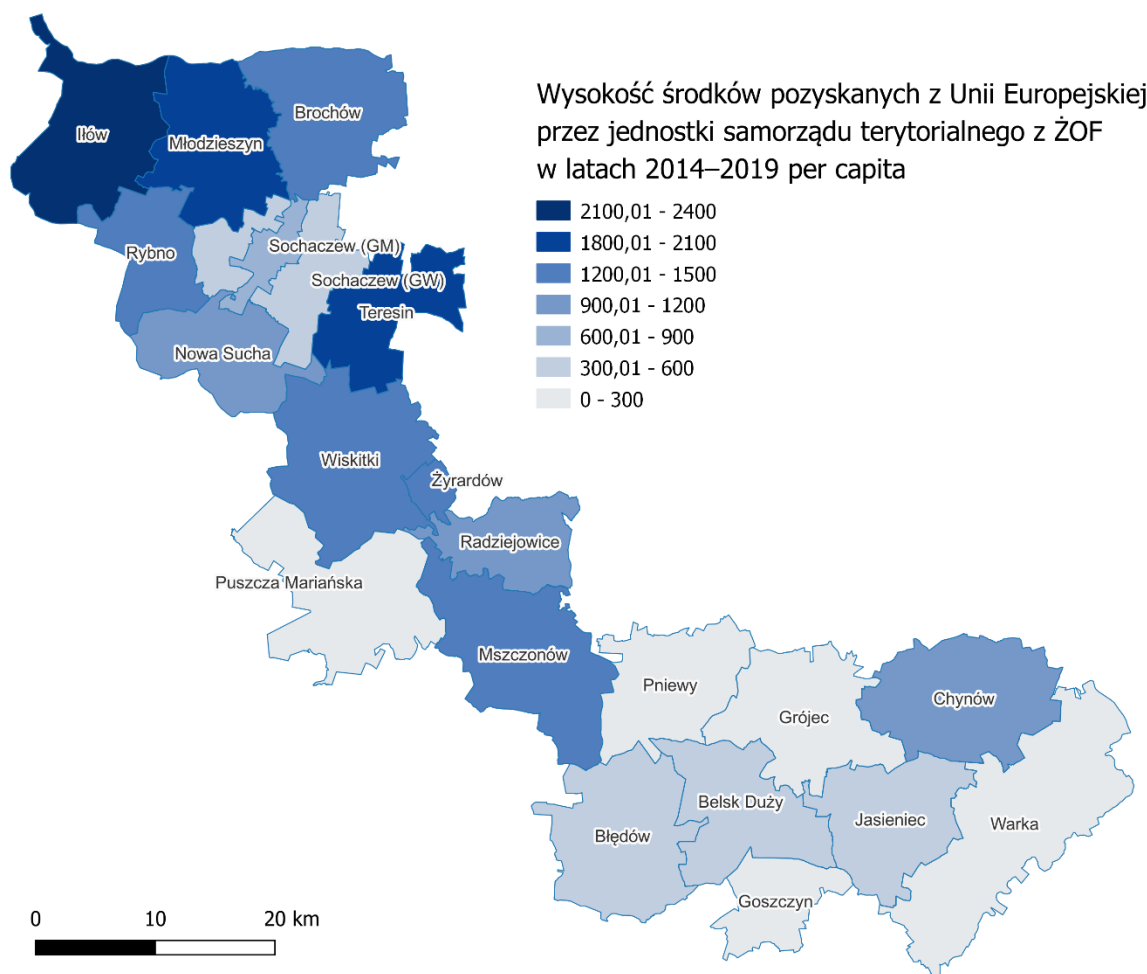 Wysokość środków pozyskanych z Unii Europejskiej
przez jednostki samorządu terytorialnego z ŻOF
w latach 2014–2019 per capita
2100,01 - 2400
1800,01 - 2100
1200,01 - 1500
900,01 - 1200
600,01 - 900
300,01 - 600
0 - 300
Iłów
Młodzieszyn
Brochów
Rybno
Sochaczew (GM)
Sochaczew (GW)
Teresin
Nowa Sucha
Wiskitki
Żyrardów
Radziejowice
Puszcza Mariańska
Mszczonów
Pniewy
Grójec
Chynów
Belsk Duży
Błędów
Jasieniec
Warka
Goszczyn
0 10 20 km